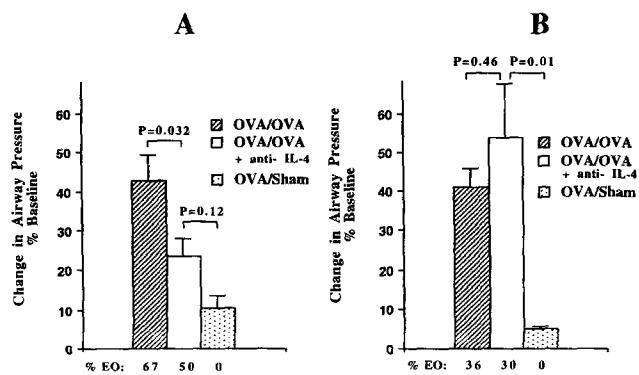 A
B
Change in Airway Pressure
% Baseline
60
50
40
30
20
10
0
P=0.032
P=0.12
OVA/OVA
OVA/OVA
+ anti- IL-4
OVA/Sham
% EO: 67 50 0
Change in Airway Pressure
% Baseline
60
50
40
30
20
10
0
P=0.46
P=0.01
OVA/OVA
OVA/OVA
+ anti- IL-4
OVA/Sham
% EO: 36 30 0